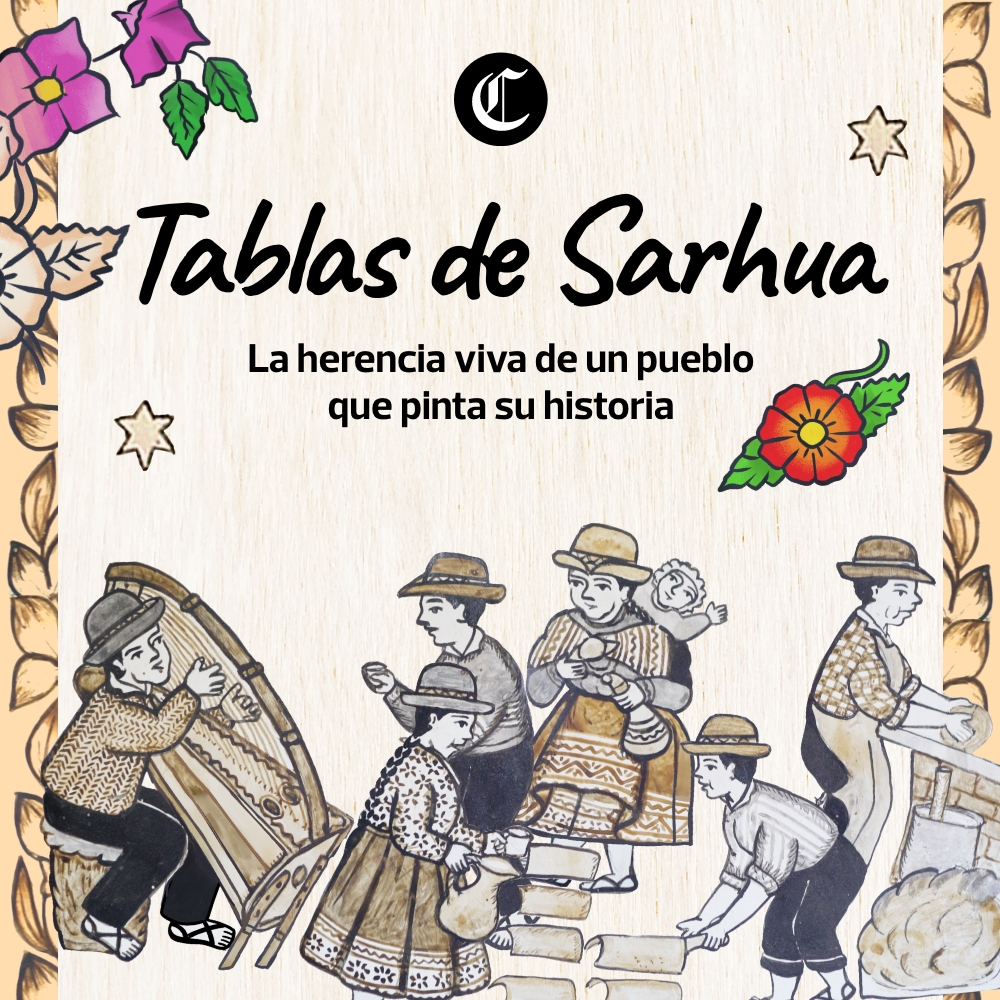 C
Tablas de Sarhua
La herencia viva de un pueblo
que pinta su historia